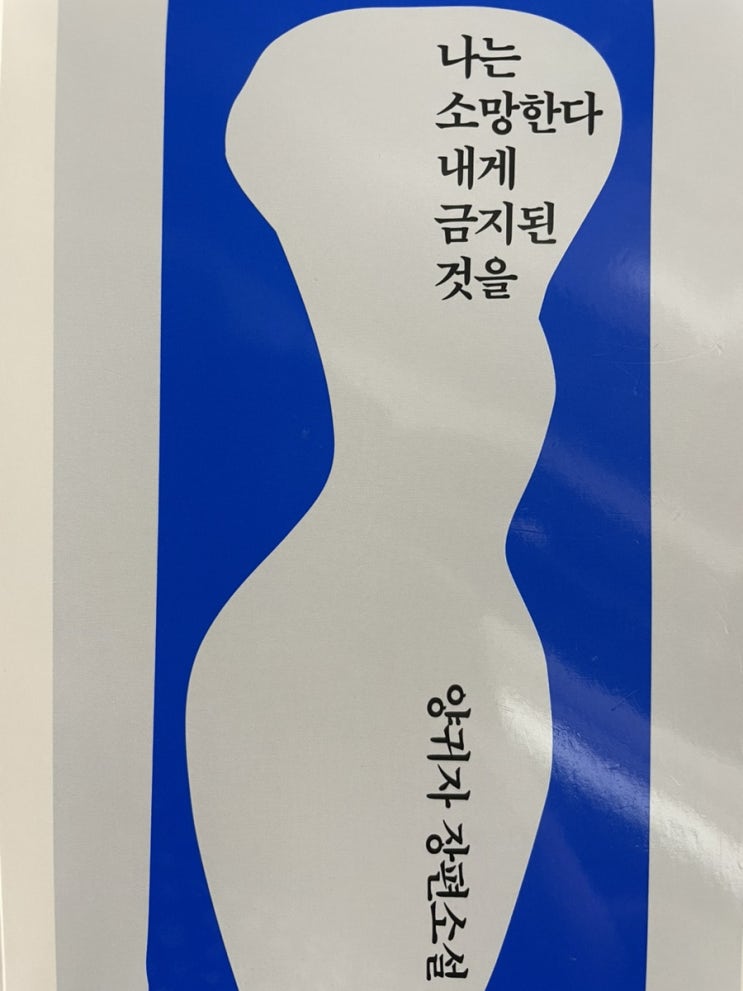 나는
소망한다
내게
금지된
것을
양귀자 장편소설